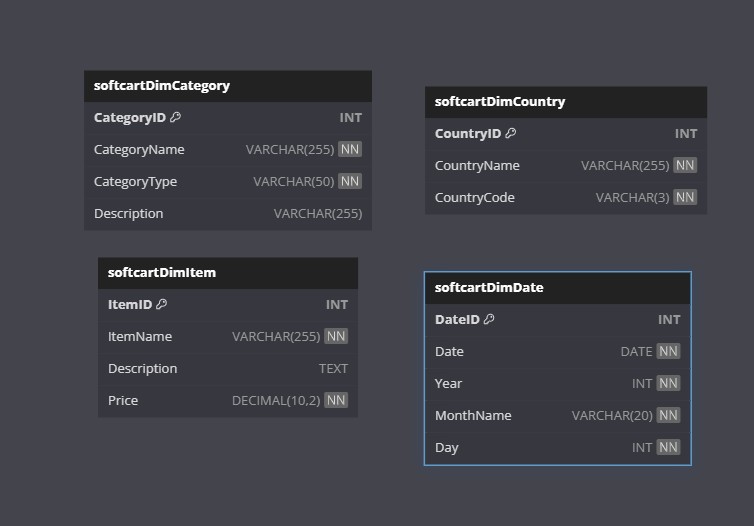 softcartDimCategory
CategoryID INT
CategoryName VARCHAR(255) NN
CategoryType VARCHAR(50) NN
Description VARCHAR(255)
softcartDimCountry
CountryID INT
CountryName VARCHAR(255) NN
CountryCode VARCHAR(3) NN
softcartDimItem
ItemID INT
ItemName VARCHAR(255) NN
Description TEXT
Price DECIMAL(10,2) NN
softcartDimDate
DateID INT
Date DATE NN
Year INT NN
MonthName VARCHAR(20) NN
Day INT NN